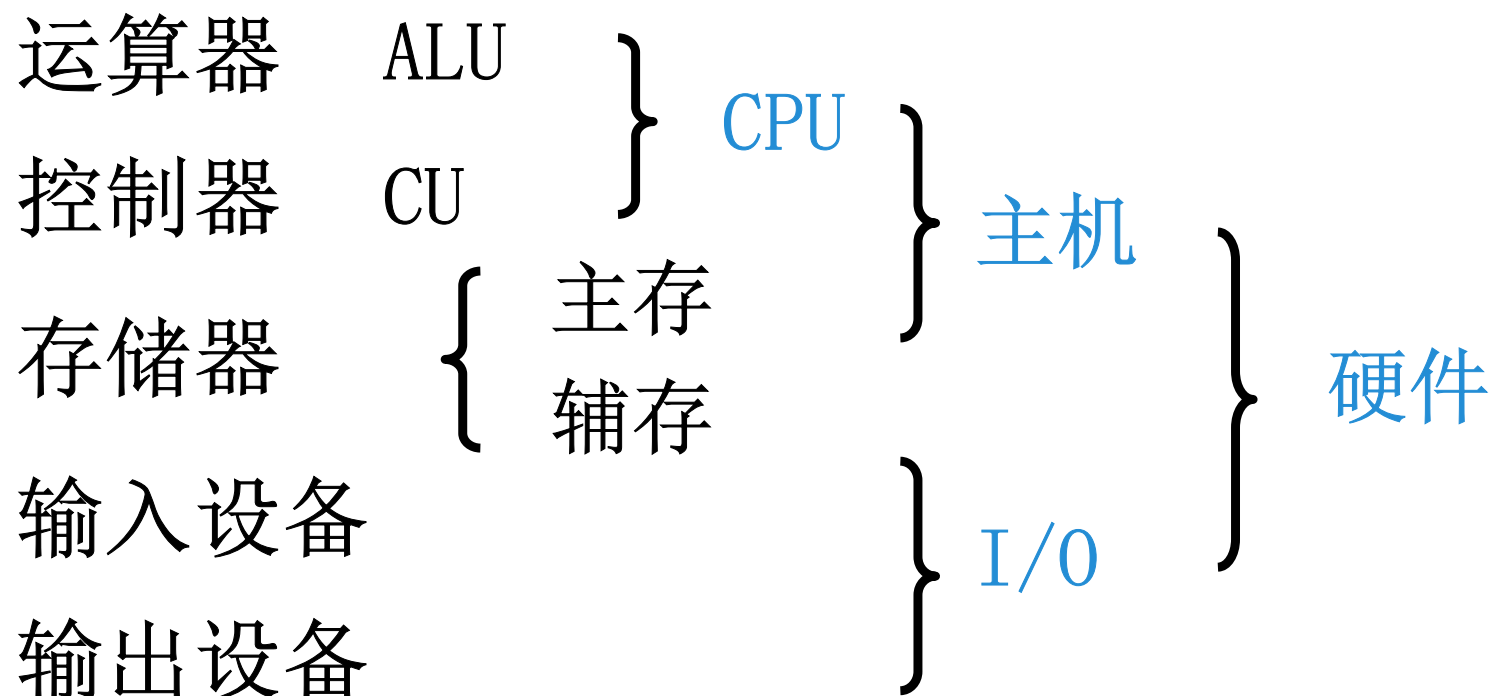 运算器 ALU
CPU
控制器 CU
主机
主存
存储器
硬件
辅存
输入设备
I/O
输出设备